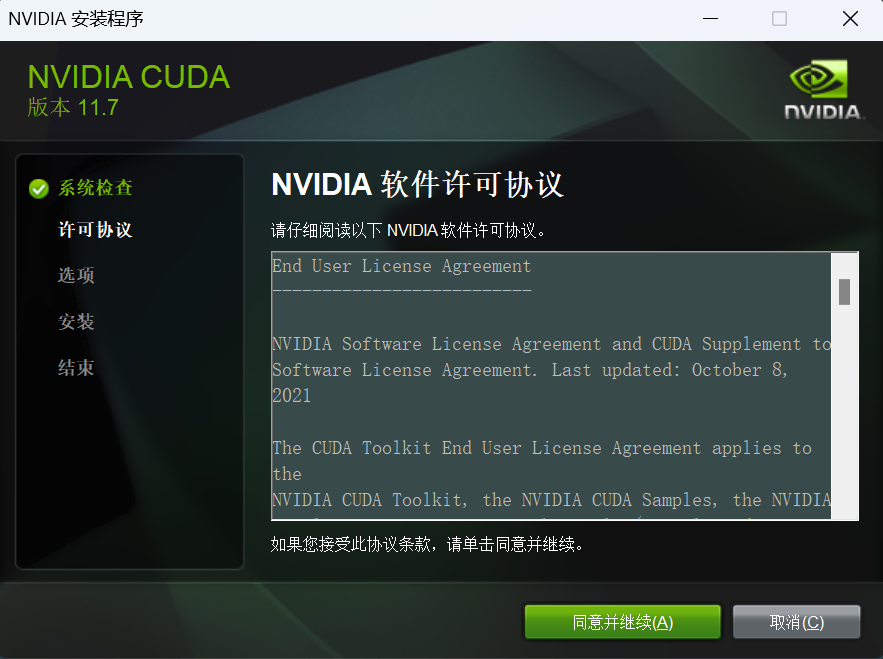 NVIDIA 安装程序
NVIDIA CUDA
版本 11.7
NVIDIA.
系统检查
许可协议
选项
安装
结束
NVIDIA 软件许可协议
请仔细阅读以下 NVIDIA 软件许可协议。
End User License Agreement
--------------------------
NVIDIA Software License Agreement and CUDA Supplement to
Software License Agreement. Last updated: October 8,
2021
The CUDA Toolkit End User License Agreement applies to
the
NVIDIA CUDA Toolkit, the NVIDIA CUDA Samples, the NVIDIA
如果您接受此协议条款，请单击同意并继续。
同意并继续(A)
取消(C)